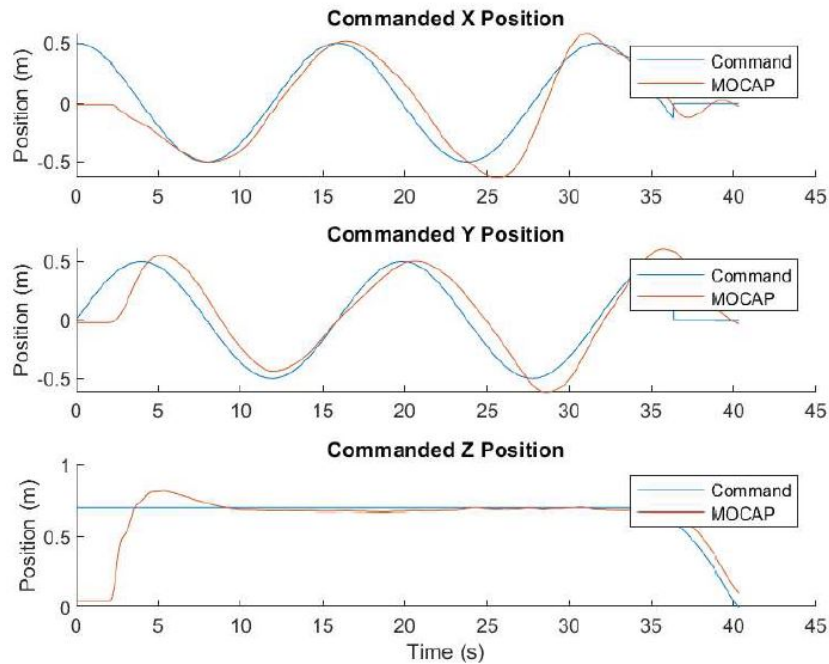 Commanded X Position
Position (m)
0.5
0
-0.5
Command
MOCAP
0 5 10 15 20 25 30 35 40 45
Commanded Y Position
Position (m)
0.5
0
-0.5
Command
MOCAP
0 5 10 15 20 25 30 35 40 45
Commanded Z Position
Position (m)
1
0.5
0
Command
MOCAP
0 5 10 15 20 25 30 35 40 45
Time (s)